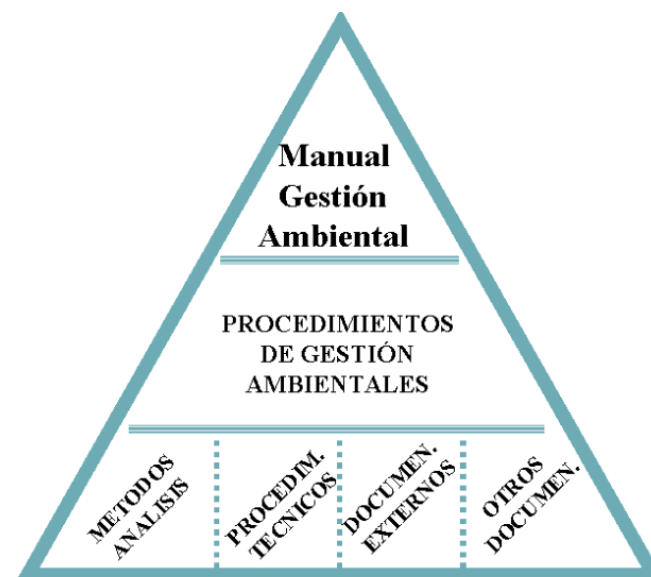 Manual
Gestión
Ambiental
PROCEDIMIENTOS
DE GESTIÓN
AMBIENTALES
METODOS
ANALISIS
PROCEDIM.
TECNICOS
DOCUMEN.
EXTERNOS
OTROS
DOCUMEN.